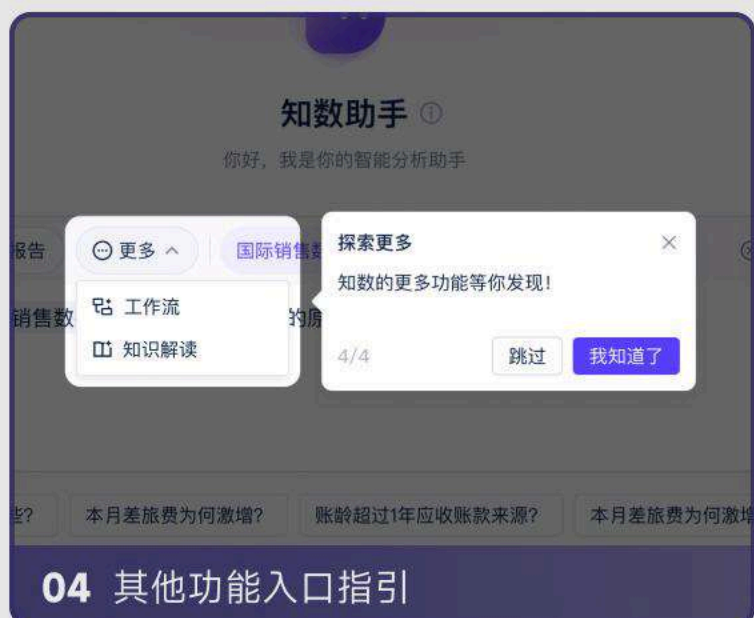 知数助手
你好，我是你的智能分析助手
报告
更多
国际销售数
工作流
知识解读
销售数
的原
探索更多
知数的更多功能等你发现！
4/4
跳过
我知道了
些?
本月差旅费为何激增?
账龄超过1年应收账款来源?
本月差旅费为何激增
04 其他功能入口指引